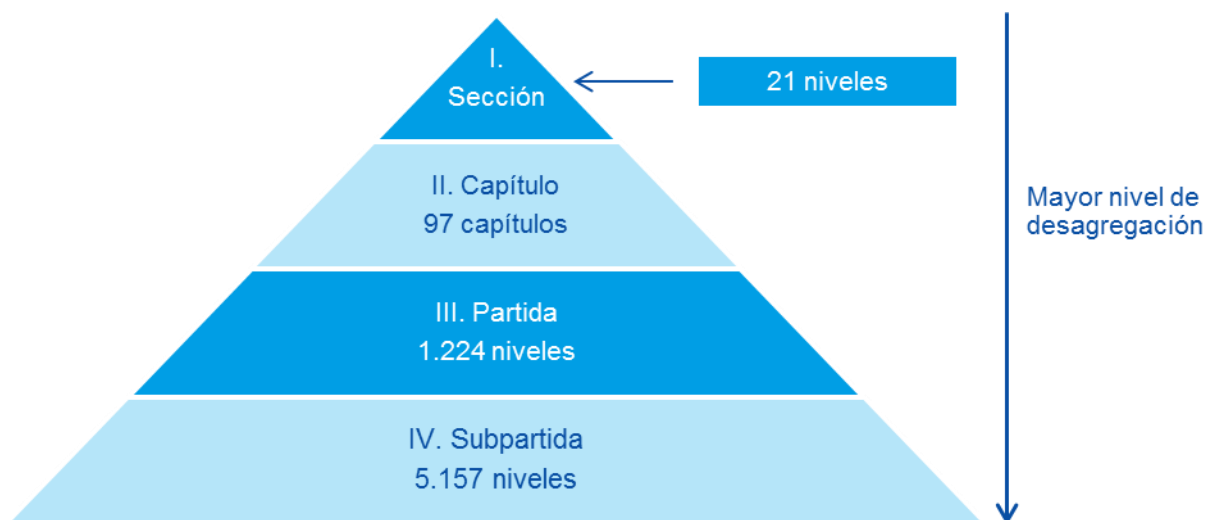 I.
Sección
21 niveles
II. Capítulo
97 capítulos
Mayor nivel de
desagregación
III. Partida
1.224 niveles
IV. Subpartida
5.157 niveles